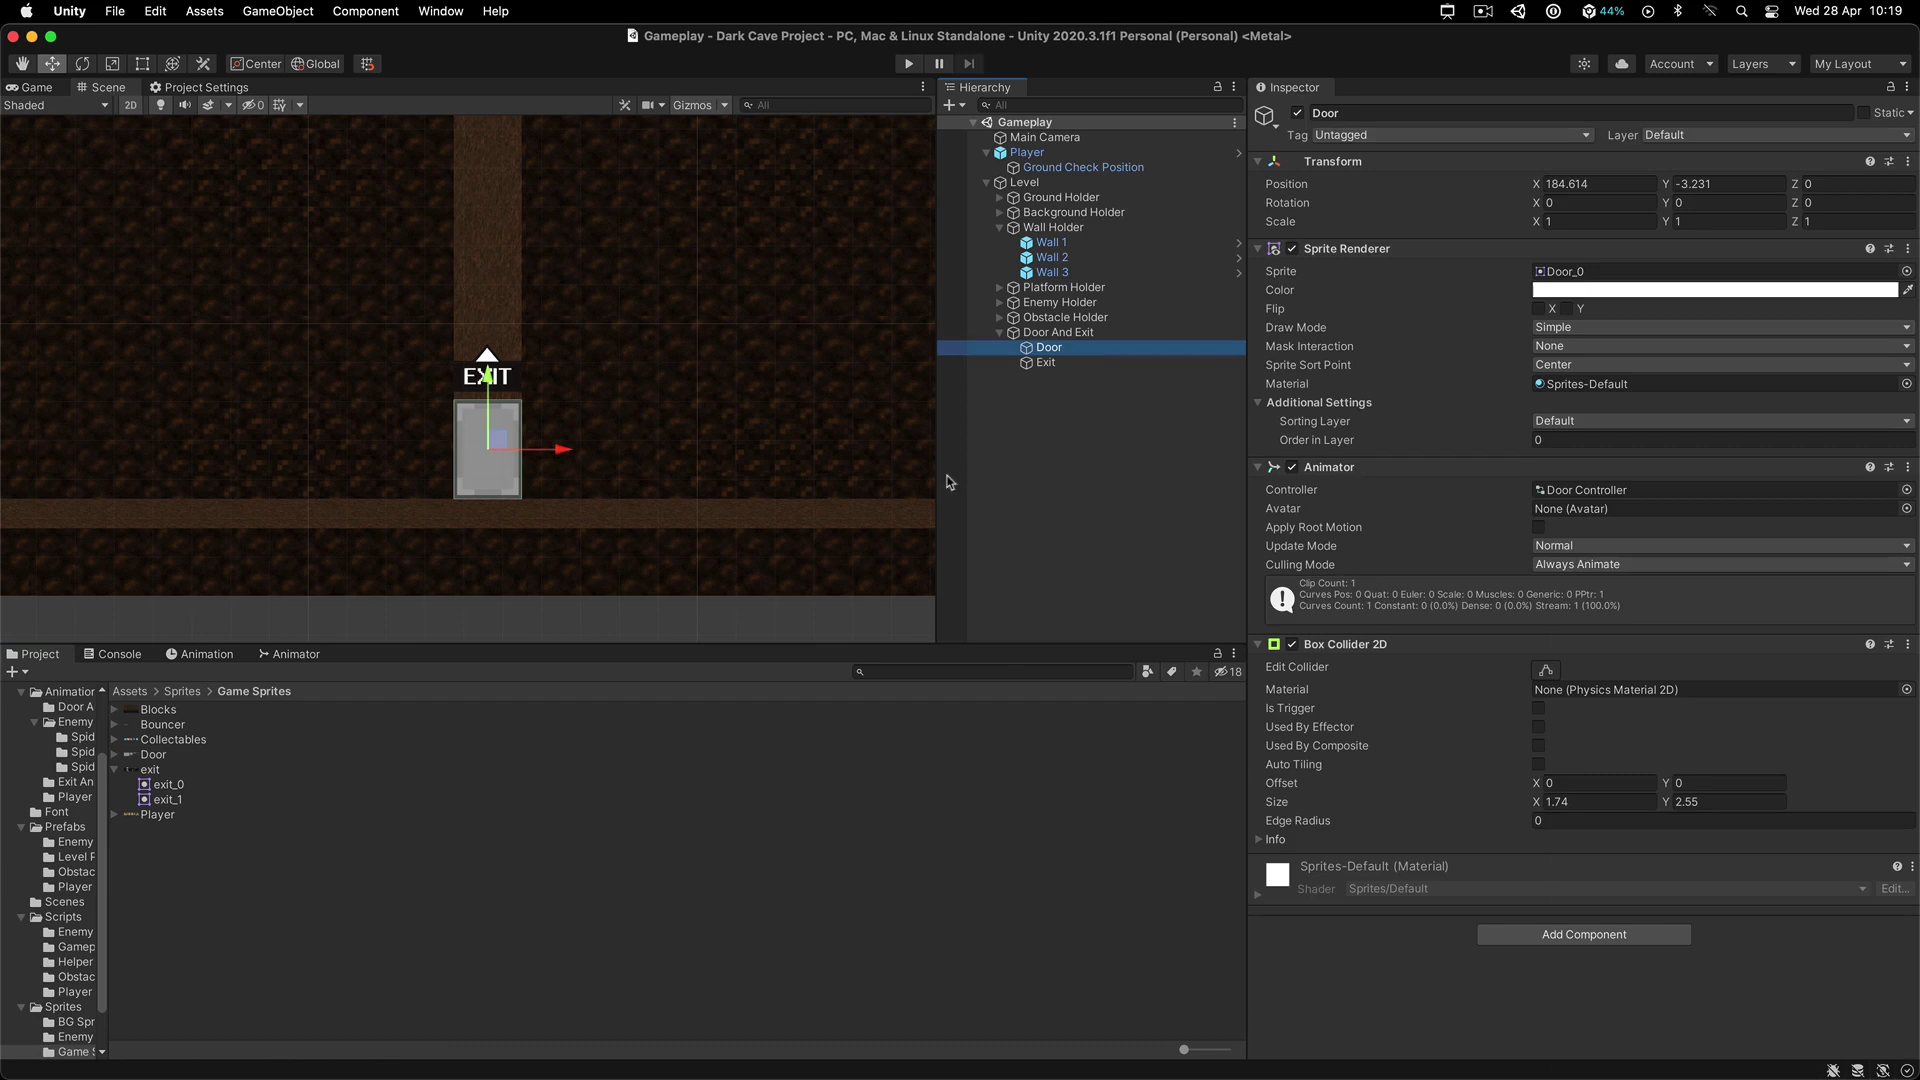 Unity File Edit Assets GameObject Component Window Help 44% Wed 28 Apr 10:19
Gameplay - Dark Cave Project - PC, Mac & Linux Standalone - Unity 2020.3.1f1 Personal (Personal) <Metal>
Center Global Account Layers My Layout
Game Scene Project Settings
Shaded 2D 0 Gizmos All
EXIT
Hierarchy
All
Gameplay
Main Camera
Player
Ground Check Position
Level
Ground Holder
Background Holder
Wall Holder
Wall 1
Wall 2
Wall 3
Platform Holder
Enemy Holder
Obstacle Holder
Door And Exit
Door
Exit
Inspector
Door Static
Tag Untagged Layer Default
Transform
Position X 184.614 Y -3.231 Z 0
Rotation X 0 Y 0 Z 0
Scale X 1 Y 1 Z 1
Sprite Renderer
Sprite Door_0
Color
Flip X Y
Draw Mode Simple
Mask Interaction None
Sprite Sort Point Center
Material Sprites-Default
Additional Settings
Sorting Layer Default
Order in Layer 0
Animator
Controller Door Controller
Avatar None (Avatar)
Apply Root Motion
Update Mode Normal
Culling Mode Always Animate
Clip Count: 1
Curves Pos: 0 Quat: 0 Euler: 0 Scale: 0 Muscles: 0 Generic: 0 PPtr: 1
Curves Count: 1 Constant: 0 (0.0%) Dense: 0 (0.0%) Stream: 1 (100.0%)
Box Collider 2D
Edit Collider
Material None (Physics Material 2D)
Is Trigger
Used By Effector
Used By Composite
Auto Tiling
Offset X 0 Y 0
Size X 1.74 Y 2.55
Edge Radius 0
Info
Sprites-Default (Material)
Shader Sprites/Default Edit...
Add Component
Project Console Animation Animator
18
Animation
Door A
Enemy
Spid
Spid
Spid
Exit An
Player
Font
Prefabs
Enemy
Level F
Obstac
Player
Scenes
Scripts
Enemy
Gamep
Helper
Obstac
Player
Sprites
BG Spr
Enemy
Game S
Assets > Sprites > Game Sprites
Blocks
Bouncer
Collectables
Door
exit
exit_0
exit_1
Player